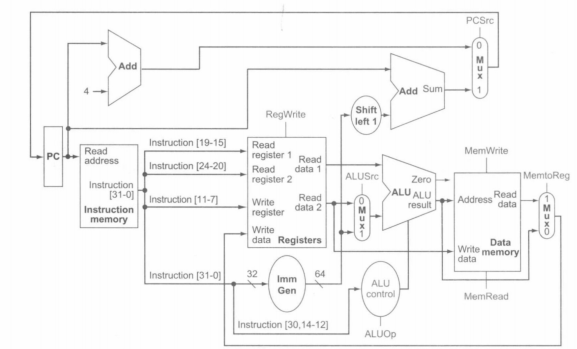 PCSrc
0
Mux
1
Add
4
Add Sum
Shift left 1
RegWrite
PC
Read address
Instruction [31-0]
Instruction memory
Instruction [19-15]
Instruction [24-20]
Instruction [11-7]
Read register 1
Read register 2
Write register
Write data
Read data 1
Read data 2
Registers
ALUSrc
0
Mux
1
Zero
ALU
ALU result
MemWrite
Address
Read data
Write data
Data memory
MemRead
MemtoReg
1
Mux
0
Instruction [31-0]
32
Imm Gen
64
ALU control
ALUOp
Instruction [30,14-12]